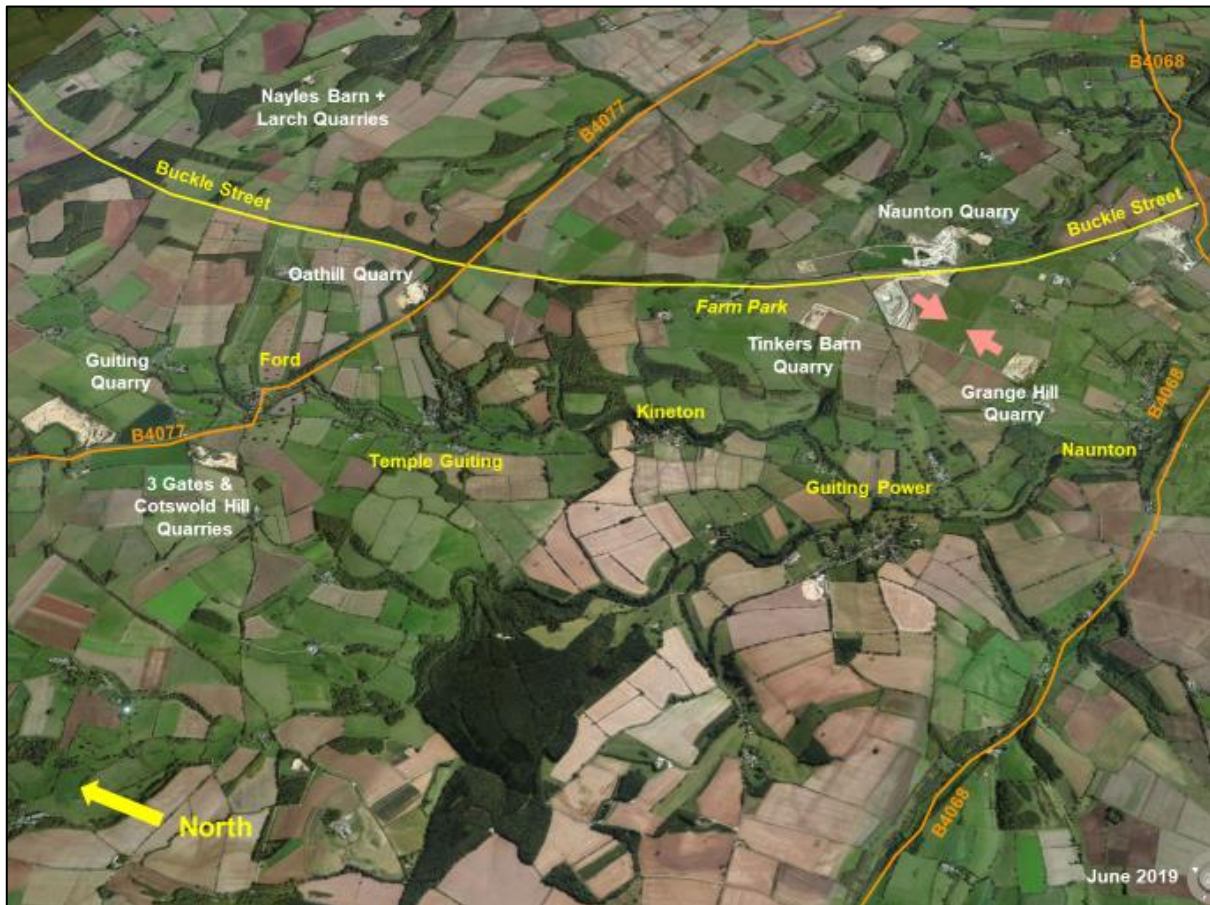 B4068
Nayles Barn +
Larch Quarries
B4077
Buckle Street
Naunton Quarry
Buckle Street
Oathill Quarry
Farm Park
Guiting
Quarry
Ford
Tinkers Barn
Quarry
Grange Hill
Quarry
B4068
Kineton
B4077
Temple Guiting
Naunton
3 Gates &
Cotswold Hill
Quarries
Guiting Power
North
B4068
June 2019